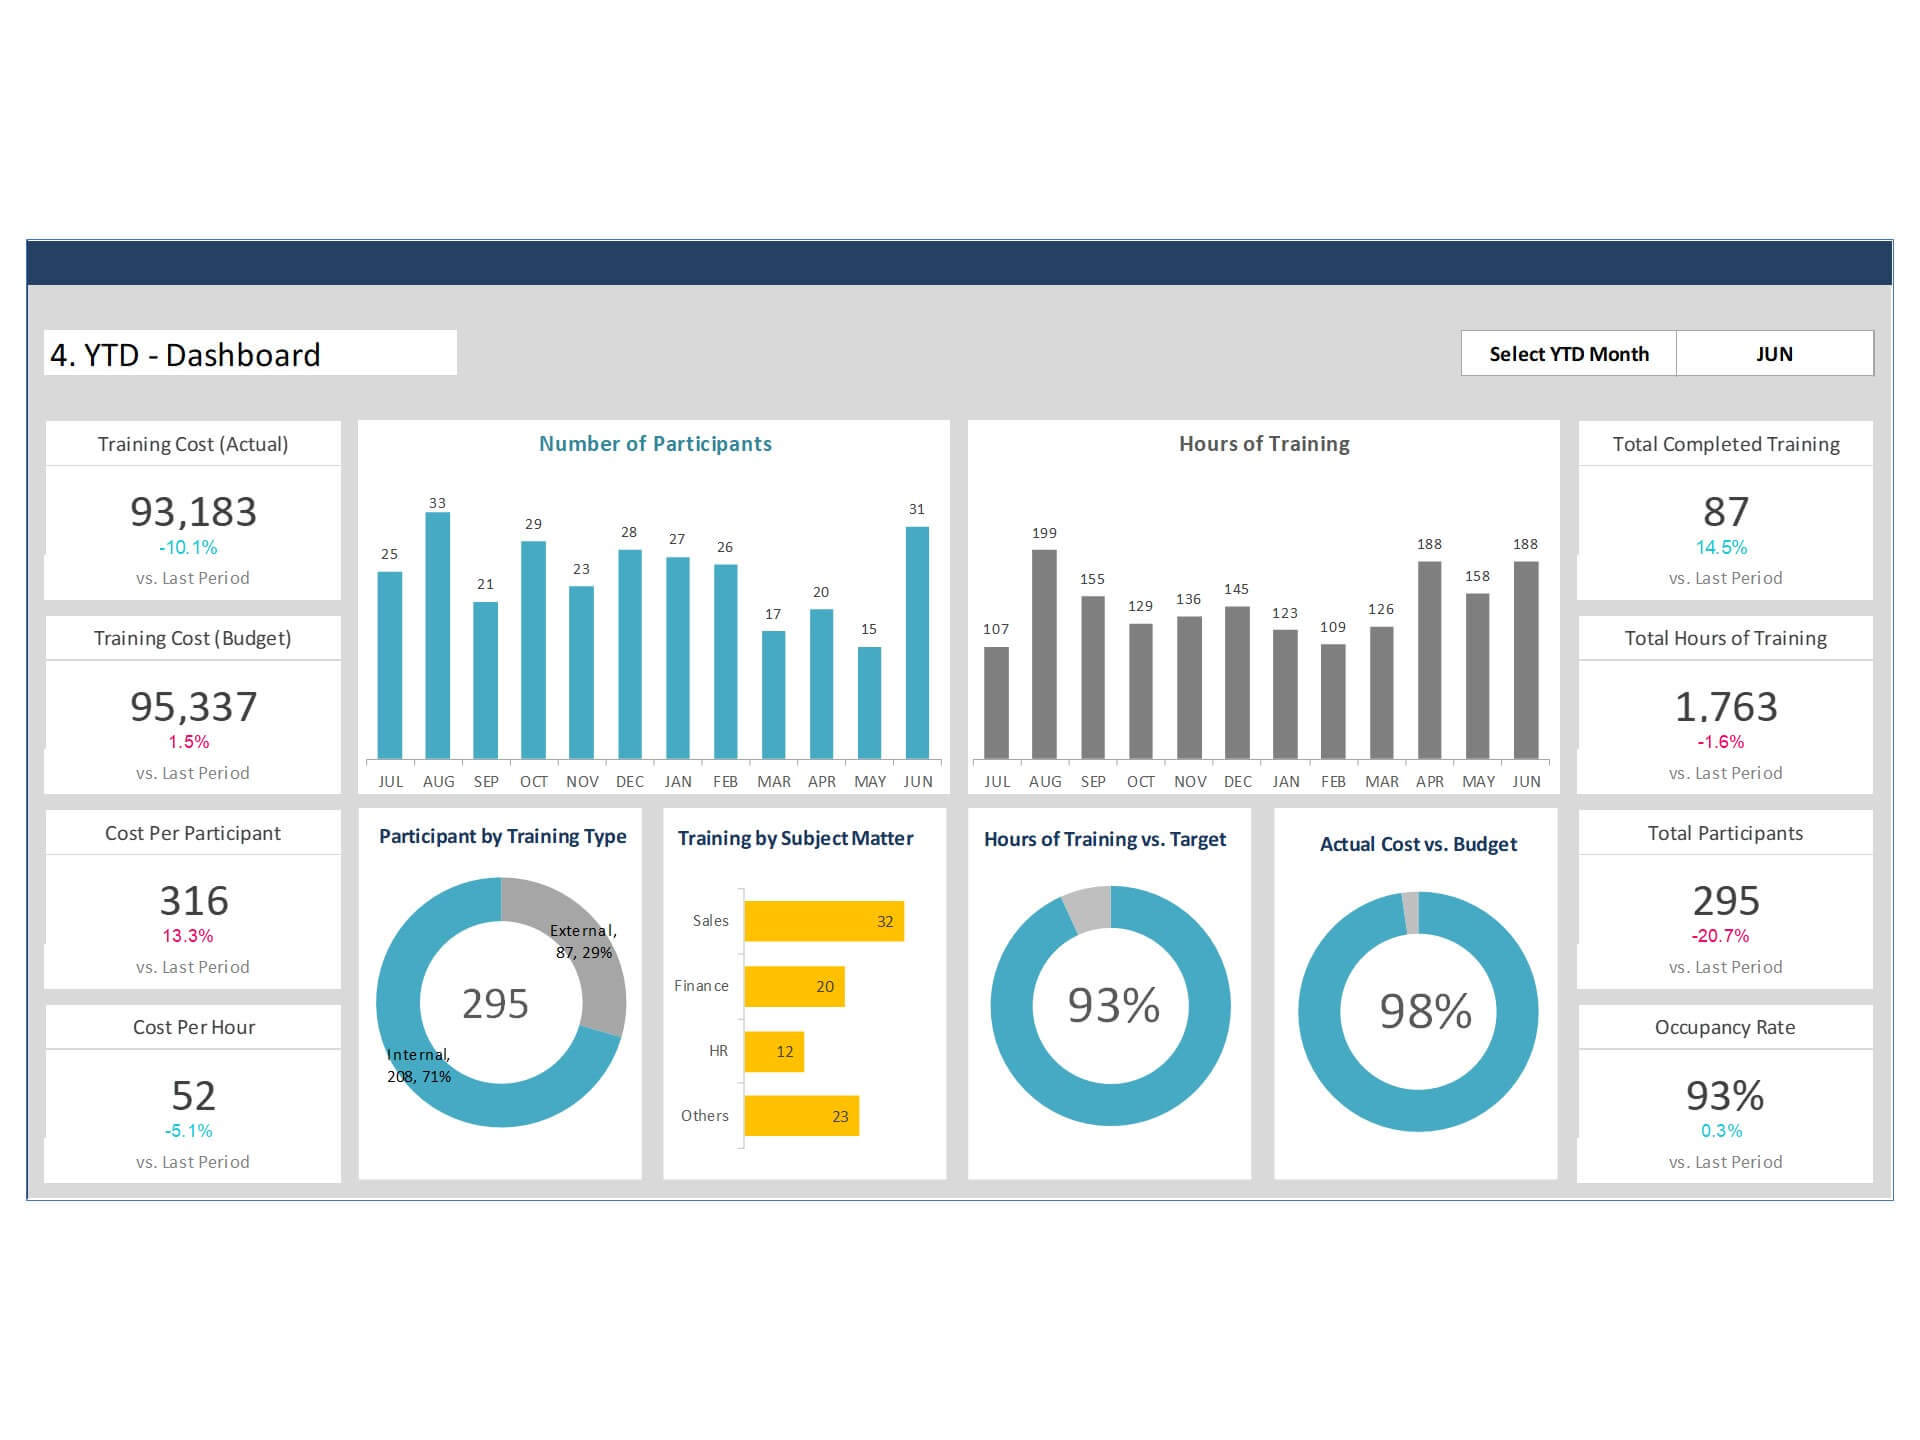 4. YTD - Dashboard
Select YTD Month
JUN
Training Cost (Actual)
93,183
-10.1%
vs. Last Period
Training Cost (Budget)
95,337
1.5%
vs. Last Period
Cost Per Participant
316
13.3%
vs. Last Period
Cost Per Hour
52
-5.1%
vs. Last Period
Number of Participants
25 33 21 29 23 28 27 26 17 20 15 31
JUL AUG SEP OCT NOV DEC JAN FEB MAR APR MAY JUN
Hours of Training
107 199 155 129 136 145 123 109 126 188 158 188
JUL AUG SEP OCT NOV DEC JAN FEB MAR APR MAY JUN
Participant by Training Type
External,
87, 29%
295
Internal,
208, 71%
Training by Subject Matter
Sales 32
Finance 20
HR 12
Others 23
Hours of Training vs. Target
93%
Actual Cost vs. Budget
98%
Total Completed Training
87
14.5%
vs. Last Period
Total Hours of Training
1,763
-1.6%
vs. Last Period
Total Participants
295
-20.7%
vs. Last Period
Occupancy Rate
93%
0.3%
vs. Last Period